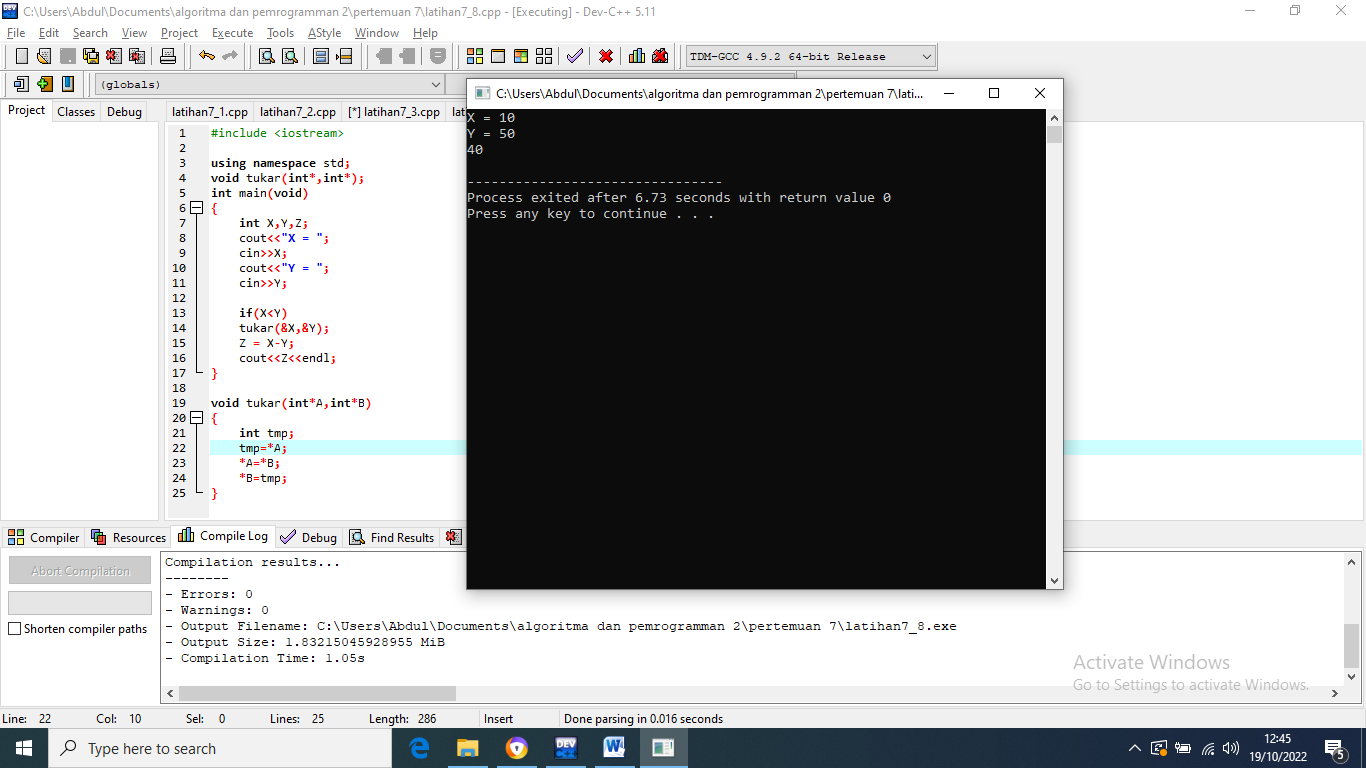 C:\Users\Abdul\Documents\algoritma dan pemrogramman 2\pertemuan 7\latihan7_8.cpp - [Executing] - Dev-C++ 5.11
File Edit Search View Project Execute Tools AStyle Window Help
TDM-GCC 4.9.2 64-bit Release
(globals)
Project Classes Debug
latihan7_1.cpp latihan7_2.cpp [*] latihan7_3.cpp lat
1 #include <iostream>
2
3 using namespace std;
4 void tukar(int*,int*);
5 int main(void)
6 {
7 int X,Y,Z;
8 cout<<"X = ";
9 cin>>X;
10 cout<<"Y = ";
11 cin>>Y;
12
13 if(X<Y)
14 tukar(&X,&Y);
15 Z = X-Y;
16 cout<<Z<<endl;
17 }
18
19 void tukar(int*A,int*B)
20 {
21 int tmp;
22 tmp=*A;
23 *A=*B;
24 *B=tmp;
25 }
C:\Users\Abdul\Documents\algoritma dan pemrogramman 2\pertemuan 7\lati...
X = 10
Y = 50
40
--------------------------------
Process exited after 6.73 seconds with return value 0
Press any key to continue . . .
Compiler Resources Compile Log Debug Find Results
Abort Compilation
Shorten compiler paths
Compilation results...
--------
- Errors: 0
- Warnings: 0
- Output Filename: C:\Users\Abdul\Documents\algoritma dan pemrogramman 2\pertemuan 7\latihan7_8.exe
- Output Size: 1.83215045928955 MiB
- Compilation Time: 1.05s
Activate Windows
Go to Settings to activate Windows.
Line: 22 Col: 10 Sel: 0 Lines: 25 Length: 286 Insert Done parsing in 0.016 seconds
Type here to search
DEV
12:45
19/10/2022
5